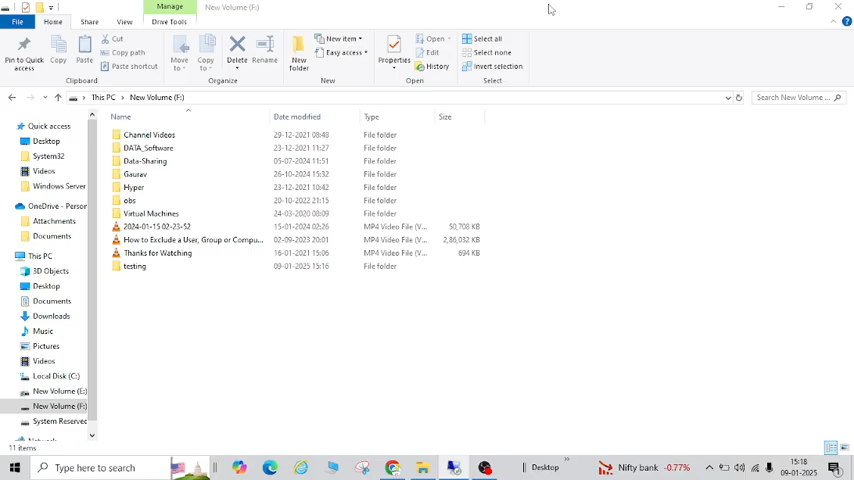 Manage
New Volume (F:)
File
Home
Share
View
Drive Tools
Pin to Quick access
Copy
Paste
Cut
Copy path
Paste shortcut
Clipboard
Move to
Copy to
Delete
Rename
Organize
New folder
New item
Easy access
New
Properties
Open
Edit
History
Open
Select all
Select none
Invert selection
Select
This PC
New Volume (F:)
Search New Volume ...
Name
Date modified
Type
Size
Channel Videos 29-12-2021 08:48 File folder
DATA_Software 23-12-2021 11:27 File folder
Data-Sharing 05-07-2024 11:51 File folder
Gaurav 26-10-2024 15:32 File folder
Hyper 23-12-2021 10:42 File folder
obs 20-10-2022 21:15 File folder
Virtual Machines 24-03-2020 08:09 File folder
2024-01-15 02-23-52 15-01-2024 02:26 MP4 Video File (V... 50,708 KB
How to Exclude a User, Group or Compu... 02-09-2023 20:01 MP4 Video File (V... 2,86,032 KB
Thanks for Watching 16-01-2021 15:06 MP4 Video File (V... 694 KB
testing 09-01-2025 15:16 File folder
Quick access
Desktop
System32
Videos
Windows Server
OneDrive - Person
Attachments
Documents
This PC
3D Objects
Desktop
Documents
Downloads
Music
Pictures
Videos
Local Disk (C:)
New Volume (E:)
New Volume (F:)
System Reserved
11 items
Type here to search
Desktop
Nifty bank -0.77%
15:18
09-01-2025